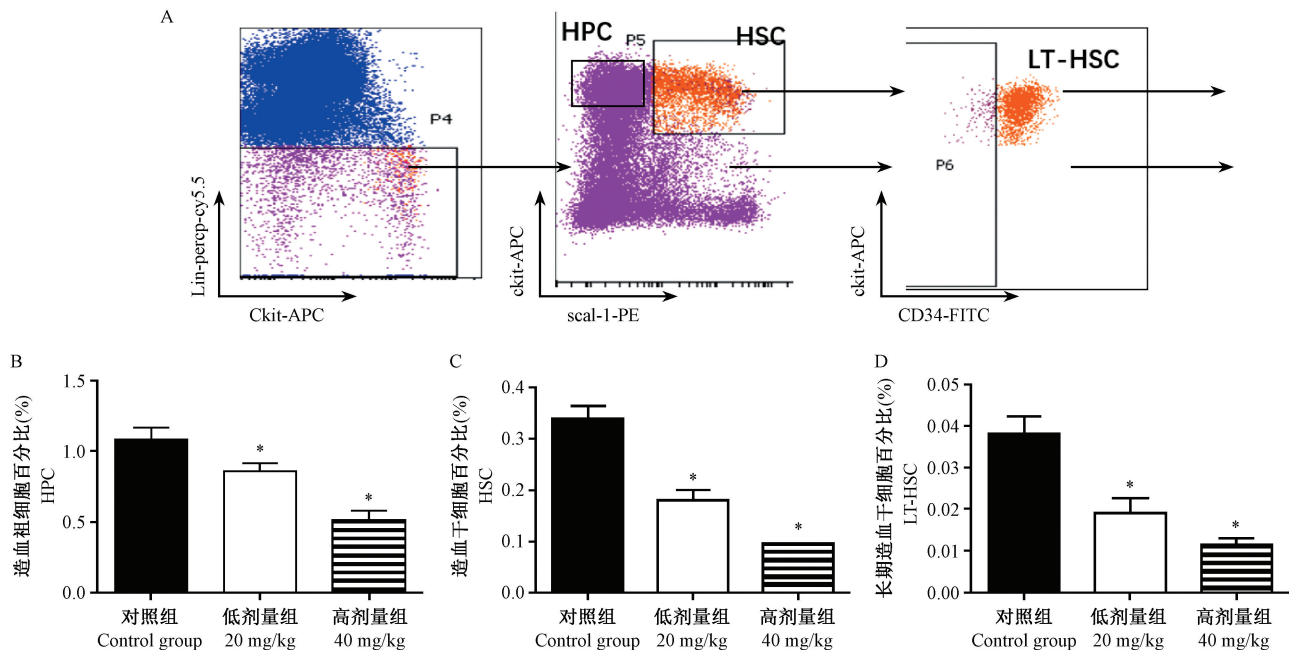 A
HPC
P5
HSC
LT-HSC
P4
P6
Lin-percp-cy5.5
Ckit-APC
ckit-APC
scal-1-PE
ckit-APC
CD34-FITC
B
造血祖细胞百分比(%)
HPC
1.5
1.0
0.5
0.0
*
*
对照组
低剂量组
高剂量组
Control group
20 mg/kg
40 mg/kg
C
造血干细胞百分比(%)
HSC
0.4
0.3
0.2
0.1
0.0
*
*
对照组
低剂量组
高剂量组
Control group
20 mg/kg
40 mg/kg
D
长期造血干细胞百分比(%)
LT-HSC
0.05
0.04
0.03
0.02
0.01
0.00
*
*
对照组
低剂量组
高剂量组
Control group
20 mg/kg
40 mg/kg